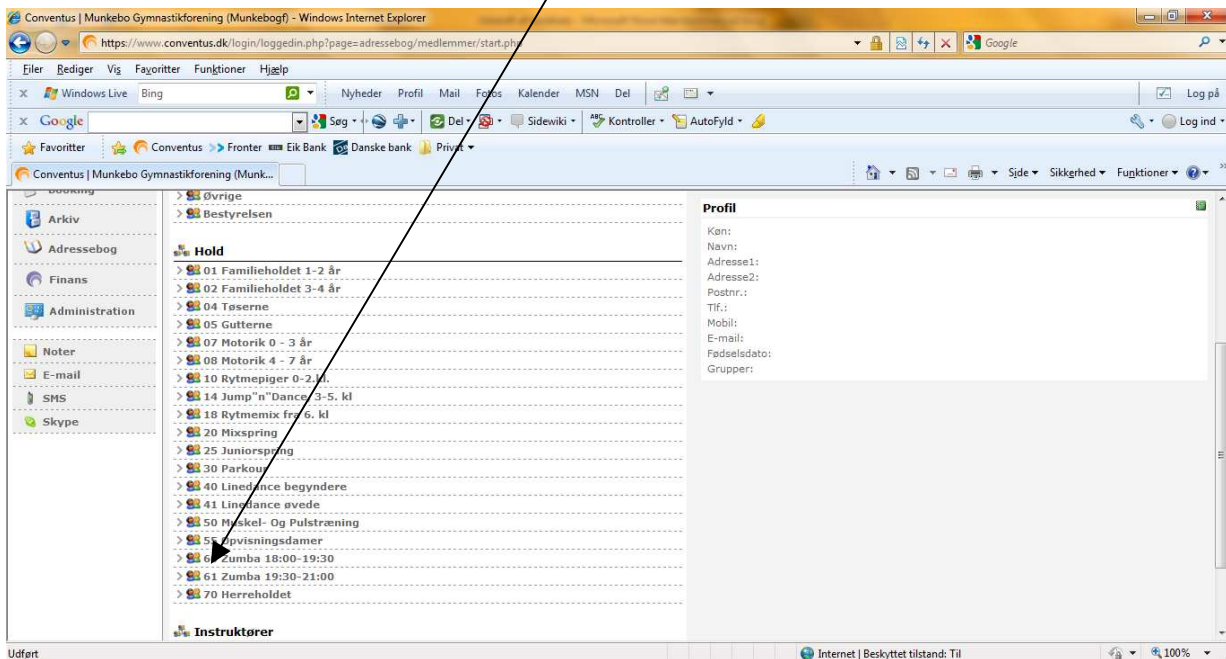 Conventus | Munkebo Gymnastikforening (Munkebogf) - Windows Internet Explorer
https://www.conventus.dk/login/loggedin.php?page=adressebog/medlemmer/start.php
Google
Filer Rediger Vis Favoritter Funktioner Hjælp
x Windows Live Bing Nyheder Profil Mail Fotos Kalender MSN Del Log på
x Google Søg Del Sidewiki Kontroller AutoFyld Log ind
Favoritter Conventus >> Fronter Eik Bank Danske bank Privat
Conventus | Munkebo Gymnastikforening (Munk... Side Sikkerhed Funktioner
Booking
Arkiv
Adressebog
Finans
Administration
Noter
E-mail
SMS
Skype
> Øvrige
> Bestyrelsen
Hold
> 01 Familieholdet 1-2 år
> 02 Familieholdet 3-4 år
> 04 Tøserne
> 05 Gutterne
> 07 Motorik 0 - 3 år
> 08 Motorik 4 - 7 år
> 10 Rytmepiger 0-2.kl.
> 14 Jump"n"Dance, 3-5. kl
> 18 Rytmemix fra 6. kl
> 20 Mixspring
> 25 Juniorspring
> 30 Parkour
> 40 Linedance begyndere
> 41 Linedance øvede
> 50 Muskel- Og Pulstræning
> 55 Opvisningsdamer
> Zumba 18:00-19:30
> 61 Zumba 19:30-21:00
> 70 Herreholdet
Instruktører
Profil
Køn:
Navn:
Adresse1:
Adresse2:
Postnr.:
Tlf.:
Mobil:
E-mail:
Fødselsdato:
Grupper:
Udført Internet | Beskyttet tilstand: Til 100%